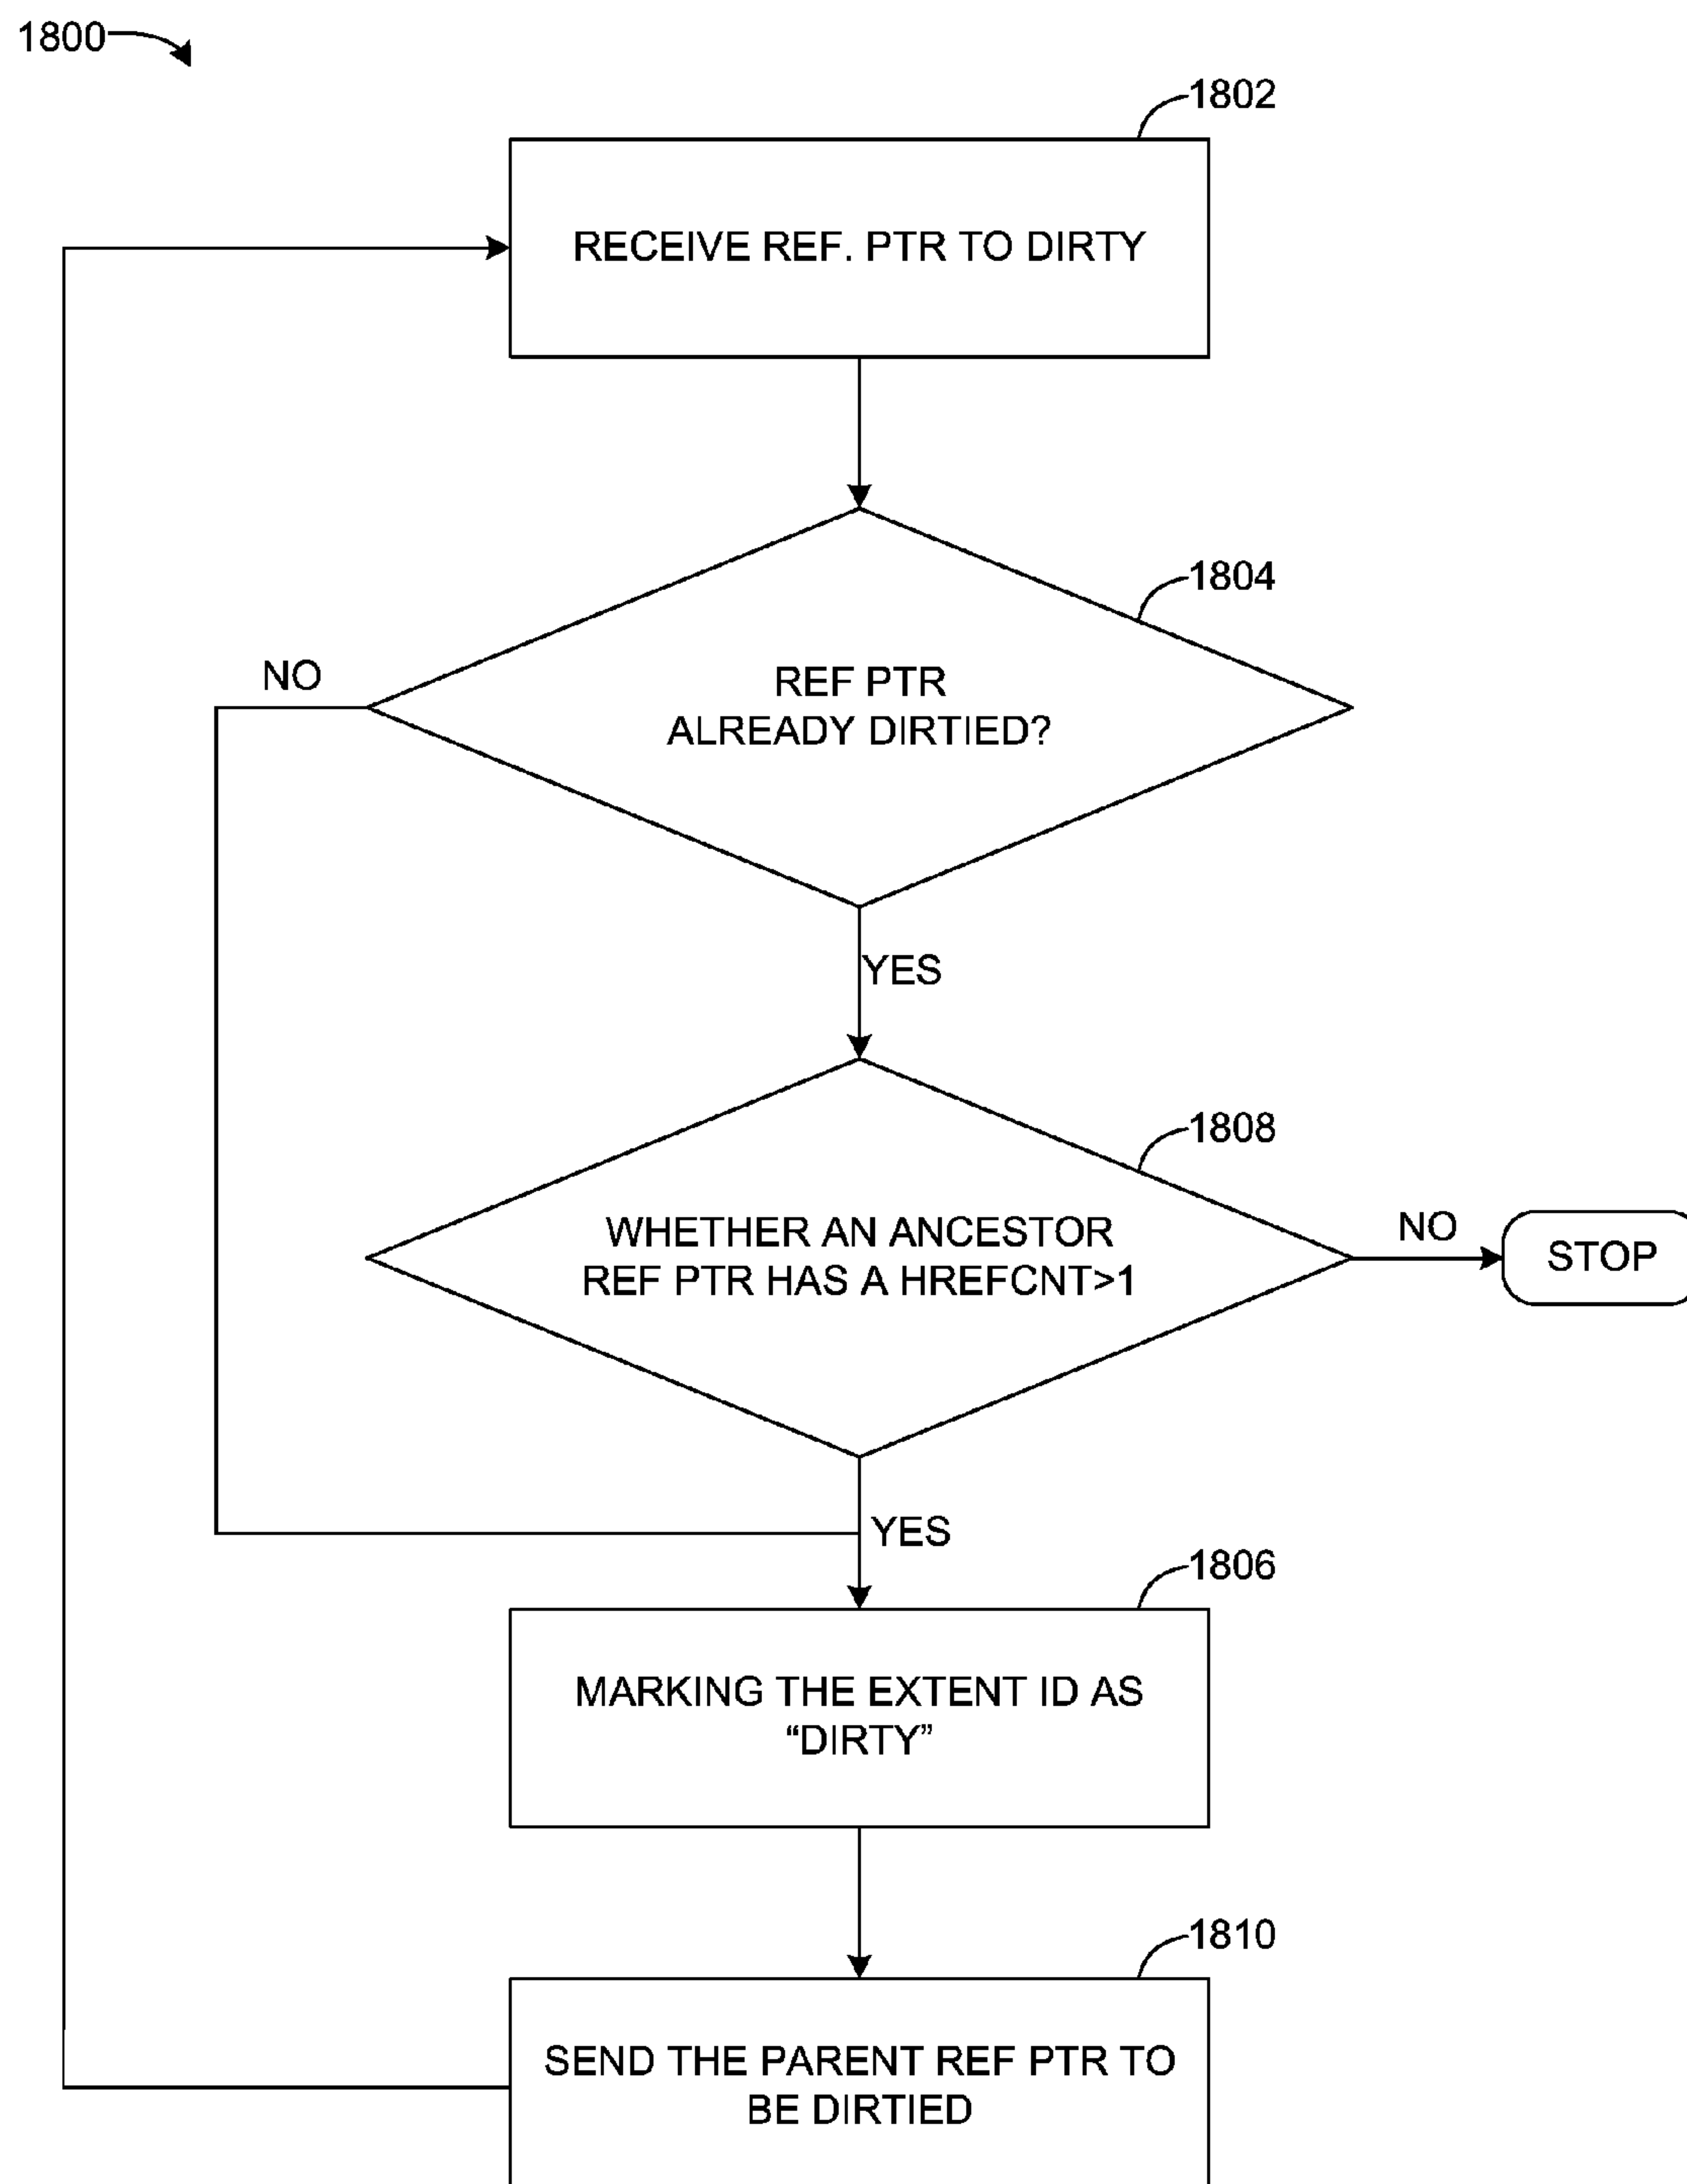 1800
1802
RECEIVE REF. PTR TO DIRTY
1804
NO
REF PTR
ALREADY DIRTIED?
YES
1808
WHETHER AN ANCESTOR
REF PTR HAS A HREFCNT>1
NO
STOP
YES
1806
MARKING THE EXTENT ID AS
“DIRTY”
1810
SEND THE PARENT REF PTR TO
BE DIRTIED